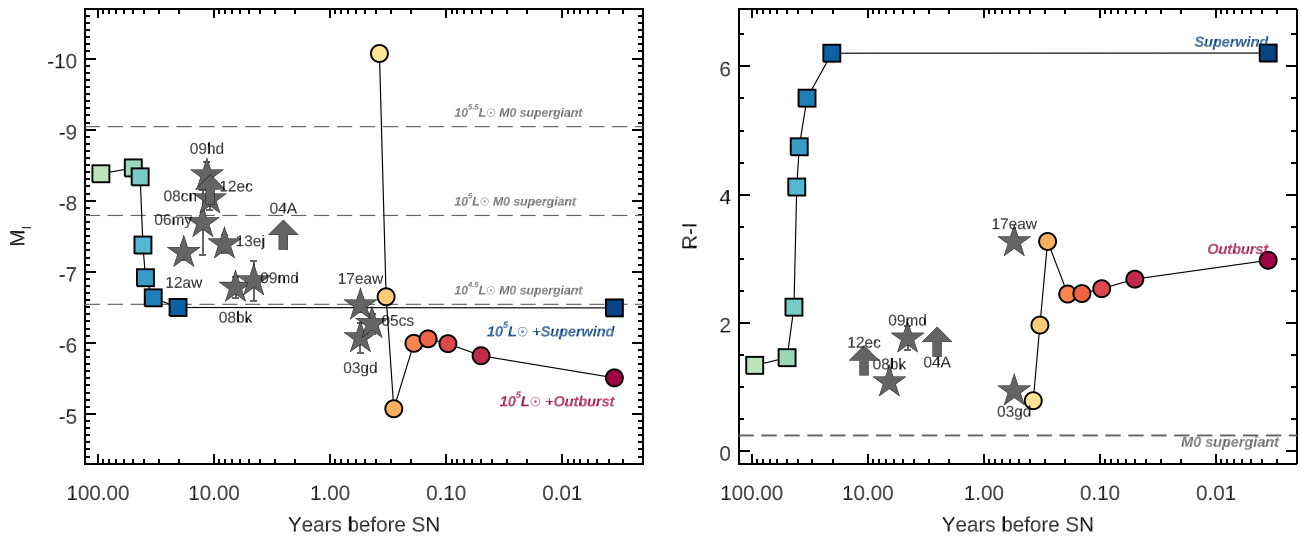 -10
-9
-8
-7
-6
-5
M_I
10^5.5L☉ M0 supergiant
10^5L☉ M0 supergiant
10^4.5L☉ M0 supergiant
09hd
08cn
12ec
06my
04A
13ej
12aw
09md
08bk
17eaw
05cs
03gd
10^5L☉ +Superwind
10^5L☉ +Outburst
100.00 10.00 1.00 0.10 0.01
Years before SN
6
4
2
0
R-I
Superwind
17eaw
Outburst
09md
12ec
08bk
04A
03gd
M0 supergiant
100.00 10.00 1.00 0.10 0.01
Years before SN